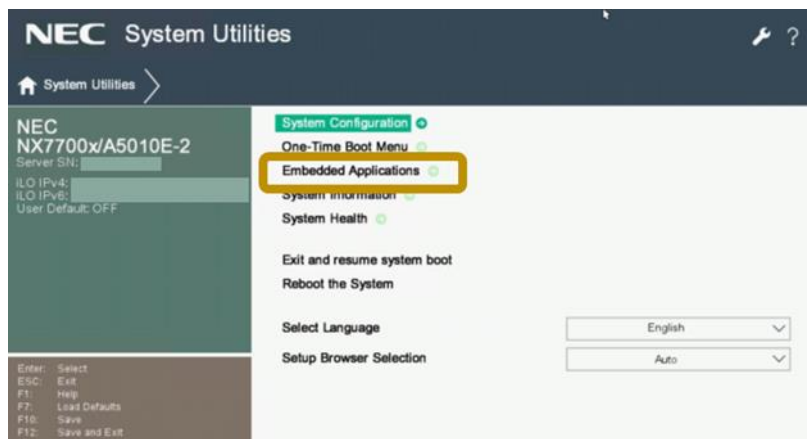 NEC System Utilities
?
System Utilities
NEC
NX7700x/A5010E-2
Server SN:
iLO IPv4:
iLO IPv6:
User Default: OFF
System Configuration
One-Time Boot Menu
Embedded Applications
System Information
System Health
Exit and resume system boot
Reboot the System
Select Language English
Setup Browser Selection Auto
Enter: Select
ESC: Exit
F1: Help
F7: Load Defaults
F10: Save
F12: Save and Exit